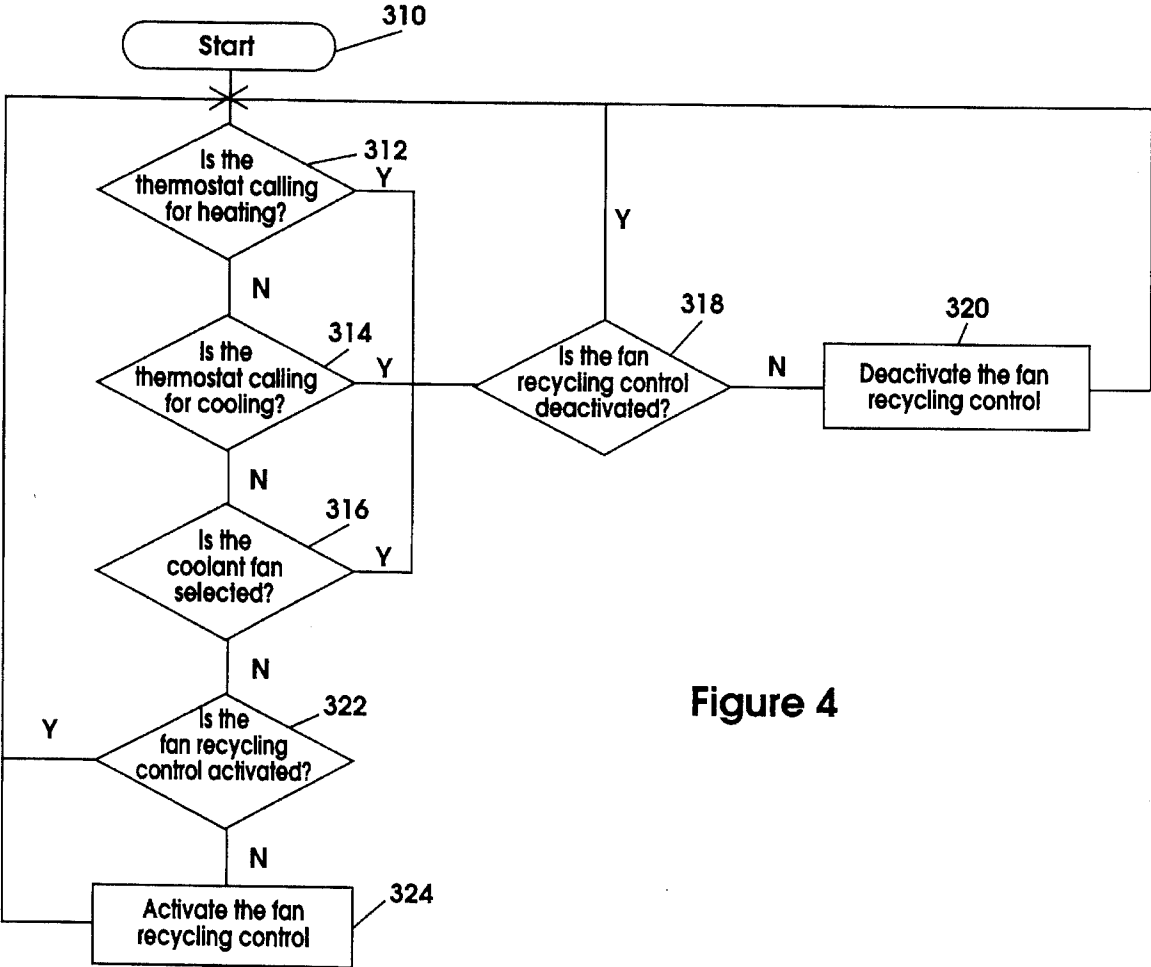 310
Start
312
Is the
thermostat calling
for heating?
Y
N
314
Is the
thermostat calling
for cooling?
Y
N
316
Is the
coolant fan
selected?
Y
N
318
Is the fan
recycling control
deactivated?
Y
N
320
Deactivate the fan
recycling control
322
Is the
fan recycling
control activated?
Y
N
324
Activate the fan
recycling control
Figure 4